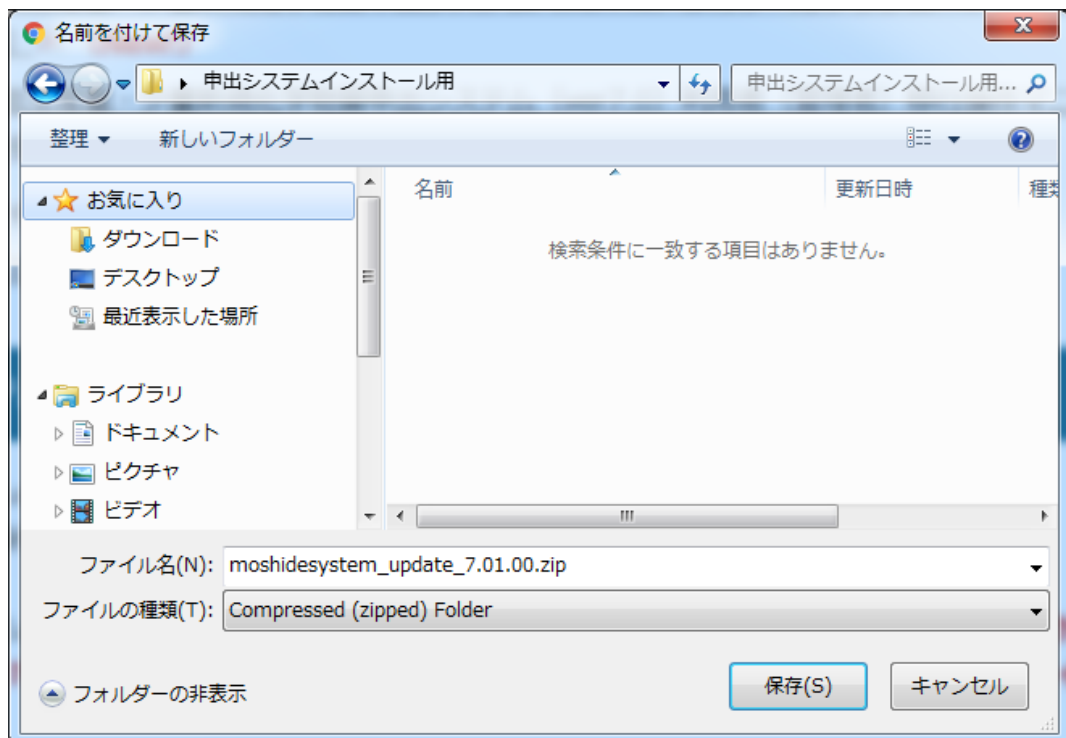 名前を付けて保存
申出システムインストール用
申出システムインストール用...
整理
新しいフォルダー
お気に入り
ダウンロード
デスクトップ
最近表示した場所
ライブラリ
ドキュメント
ピクチャ
ビデオ
名前
更新日時
種類
検索条件に一致する項目はありません。
ファイル名(N):
moshidesystem_update_7.01.00.zip
ファイルの種類(T):
Compressed (zipped) Folder
フォルダーの非表示
保存(S)
キャンセル